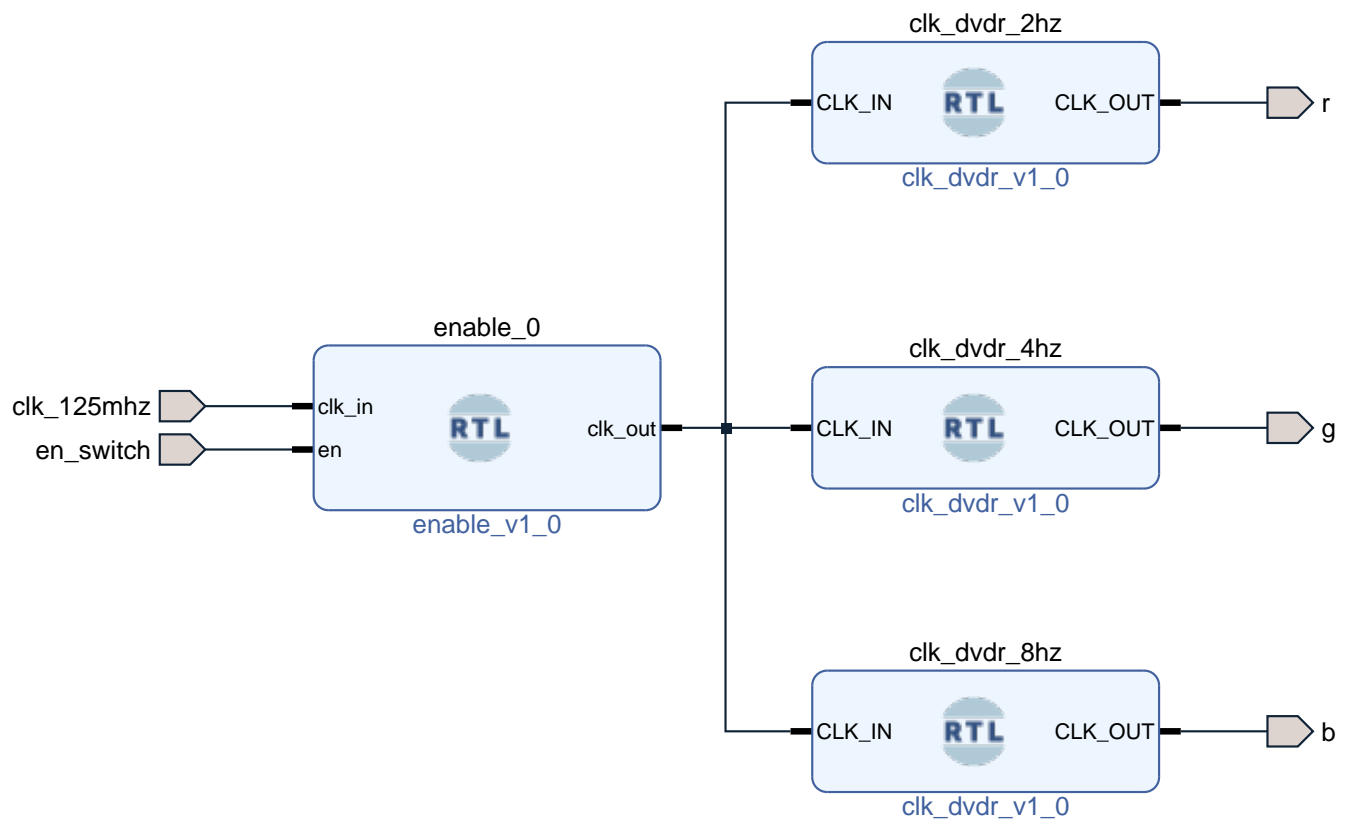 clk_dvdr_2hz
CLK_IN RTL CLK_OUT
r
clk_dvdr_v1_0
enable_0
clk_125mhz
en_switch
clk_in
en
RTL
clk_out
enable_v1_0
clk_dvdr_4hz
CLK_IN RTL CLK_OUT
g
clk_dvdr_v1_0
clk_dvdr_8hz
CLK_IN RTL CLK_OUT
b
clk_dvdr_v1_0